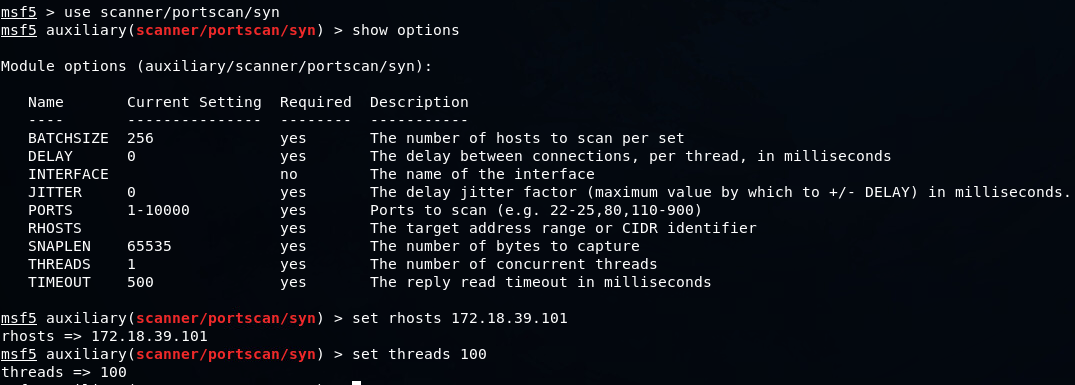 msf5 > use scanner/portscan/syn
msf5 auxiliary(scanner/portscan/syn) > show options
Module options (auxiliary/scanner/portscan/syn):
Name Current Setting Required Description
---- --------------- -------- -----------
BATCHSIZE 256 yes The number of hosts to scan per set
DELAY 0 yes The delay between connections, per thread, in milliseconds
INTERFACE no The name of the interface
JITTER 0 yes The delay jitter factor (maximum value by which to +/- DELAY) in milliseconds.
PORTS 1-10000 yes Ports to scan (e.g. 22-25,80,110-900)
RHOSTS yes The target address range or CIDR identifier
SNAPLEN 65535 yes The number of bytes to capture
THREADS 1 yes The number of concurrent threads
TIMEOUT 500 yes The reply read timeout in milliseconds
msf5 auxiliary(scanner/portscan/syn) > set rhosts 172.18.39.101
rhosts => 172.18.39.101
msf5 auxiliary(scanner/portscan/syn) > set threads 100
threads => 100